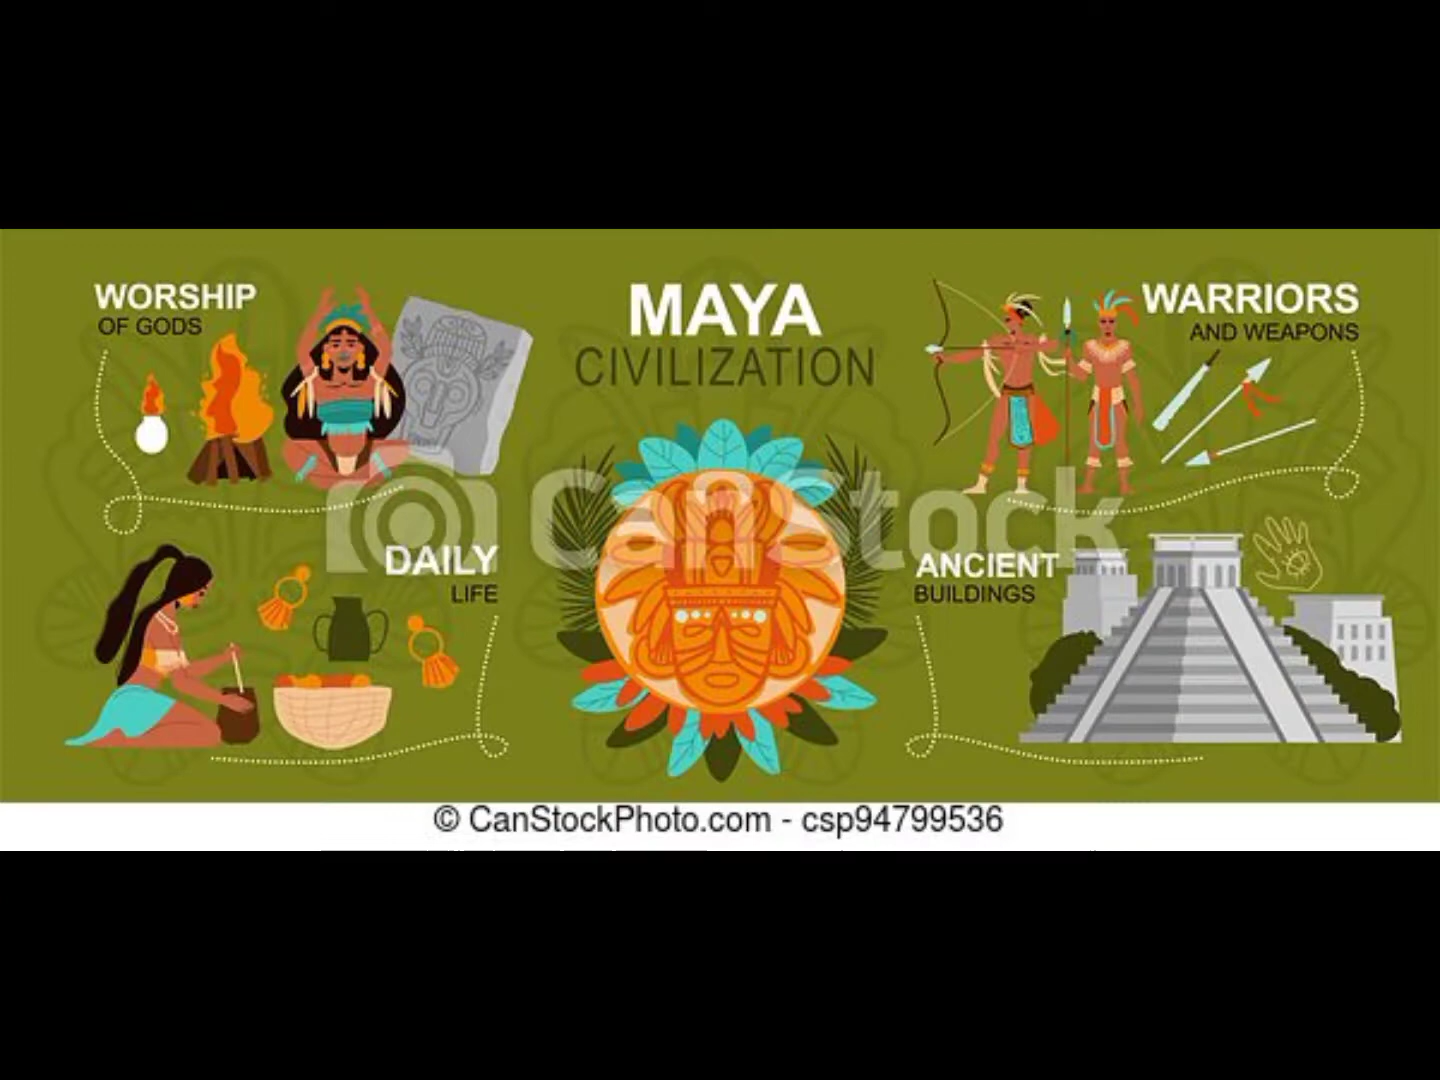 WORSHIP
OF GODS
MAYA
CIVILIZATION
WARRIORS
AND WEAPONS
DAILY
LIFE
ANCIENT
BUILDINGS
CanStock
© CanStockPhoto.com - csp94799536